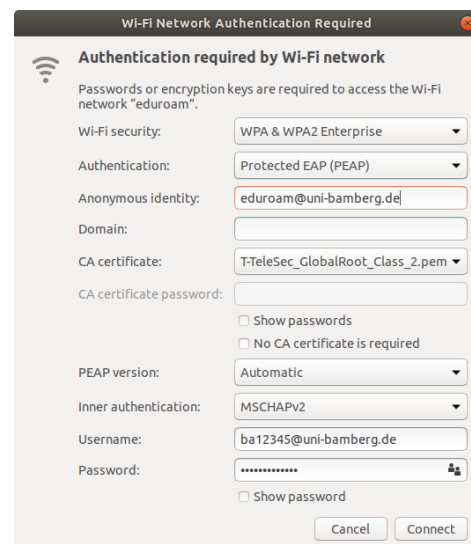 Wi-Fi Network Authentication Required
Authentication required by Wi-Fi network
Passwords or encryption keys are required to access the Wi-Fi
network “eduroam”.
Wi-Fi security: WPA & WPA2 Enterprise
Authentication: Protected EAP (PEAP)
Anonymous identity: eduroam@uni-bamberg.de
Domain:
CA certificate: T-TeleSec_GlobalRoot_Class_2.pem
CA certificate password:
Show passwords
No CA certificate is required
PEAP version: Automatic
Inner authentication: MSCHAPv2
Username: ba12345@uni-bamberg.de
Password: •••••••••••••
Show password
Cancel Connect